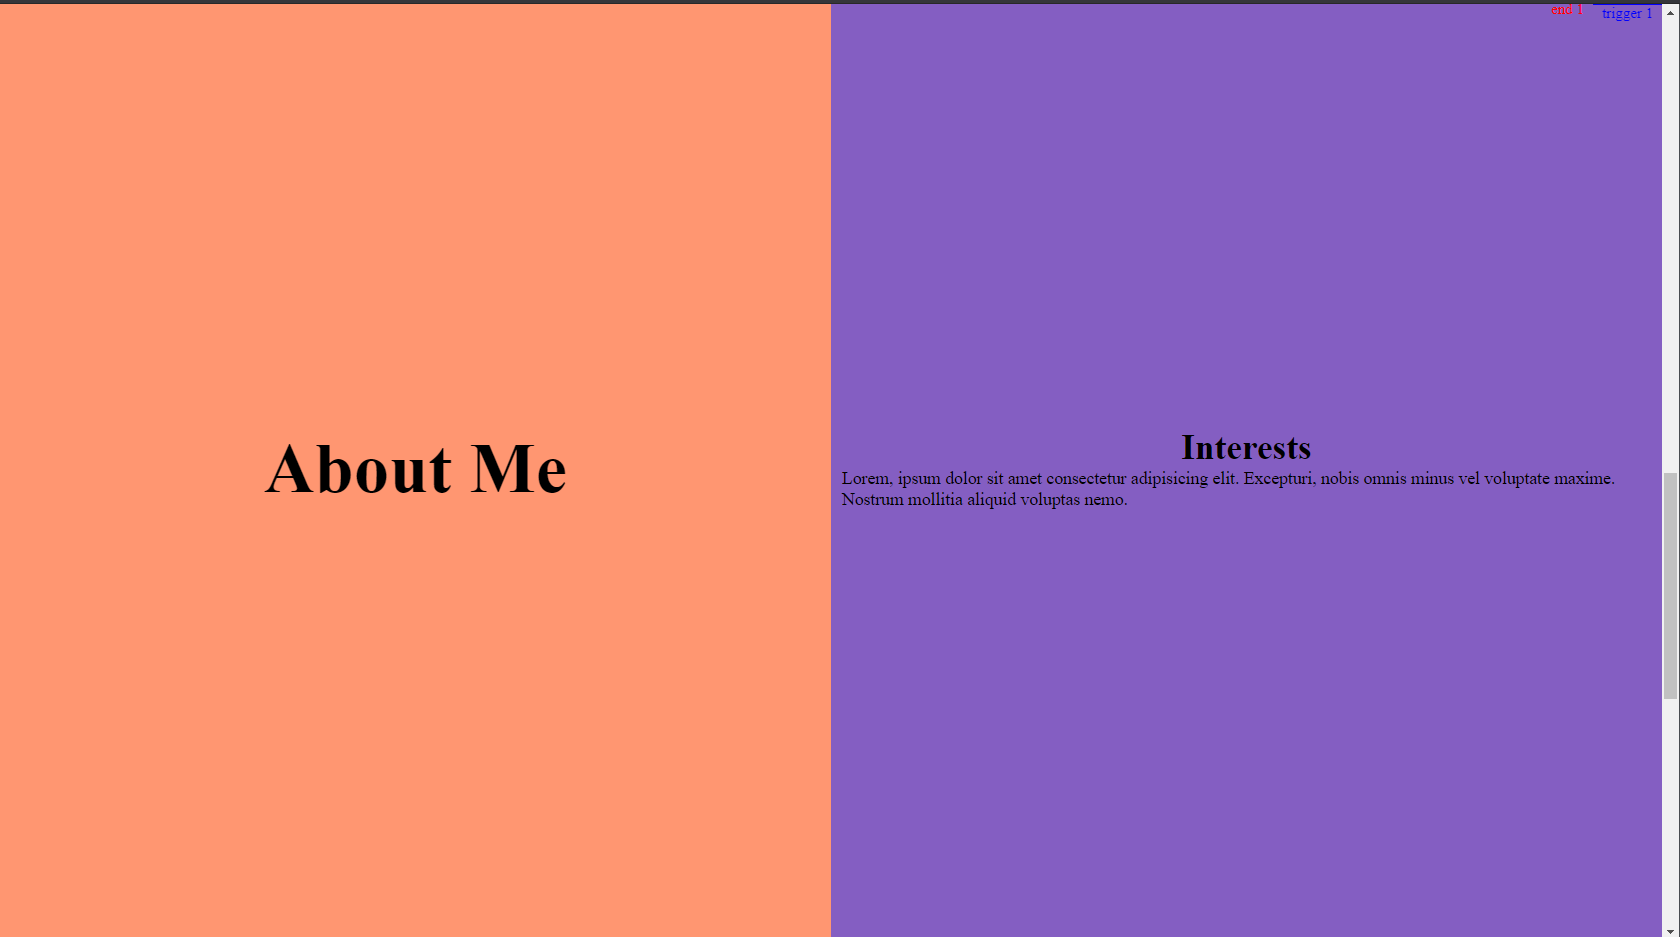 end 1
trigger 1
About Me
Interests
Lorem, ipsum dolor sit amet consectetur adipisicing elit. Excepturi, nobis omnis minus vel voluptate maxime.
Nostrum mollitia aliquid voluptas nemo.